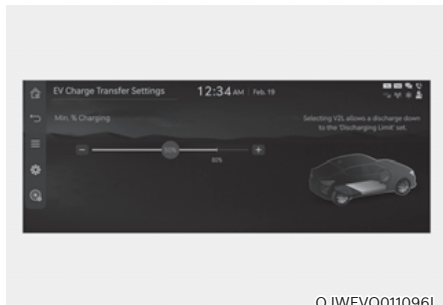 EV Charge Transfer Settings
12:34 AM Feb. 19
Min. % Charging
Selecting V2L allows a discharge down
to the 'Discharging Limit' set.
50%
80%
OJWEVQ011096L